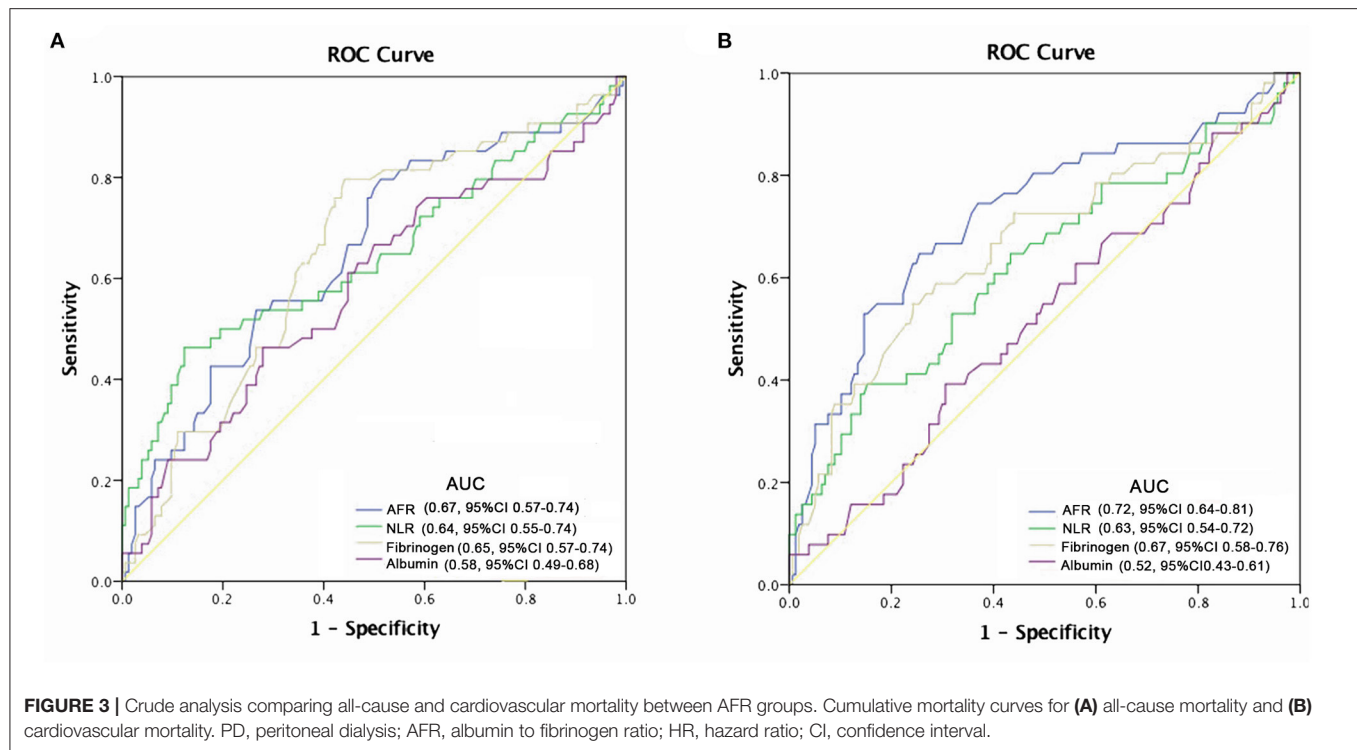 A
ROC Curve
1.0
0.8
0.6
0.4
0.2
0.0
Sensitivity
AUC
AFR (0.67, 95%CI 0.57-0.74)
NLR (0.64, 95%CI 0.55-0.74)
Fibrinogen (0.65, 95%CI 0.57-0.74)
Albumin (0.58, 95%CI 0.49-0.68)
0.0 0.2 0.4 0.6 0.8 1.0
1 - Specificity
B
ROC Curve
1.0
0.8
0.6
0.4
0.2
0.0
Sensitivity
AUC
AFR (0.72, 95%CI 0.64-0.81)
NLR (0.63, 95%CI 0.54-0.72)
Fibrinogen (0.67, 95%CI 0.58-0.76)
Albumin (0.52, 95%CI0.43-0.61)
0.0 0.2 0.4 0.6 0.8 1.0
1 - Specificity
FIGURE 3 | Crude analysis comparing all-cause and cardiovascular mortality between AFR groups. Cumulative mortality curves for (A) all-cause mortality and (B)
cardiovascular mortality. PD, peritoneal dialysis; AFR, albumin to fibrinogen ratio; HR, hazard ratio; CI, confidence interval.